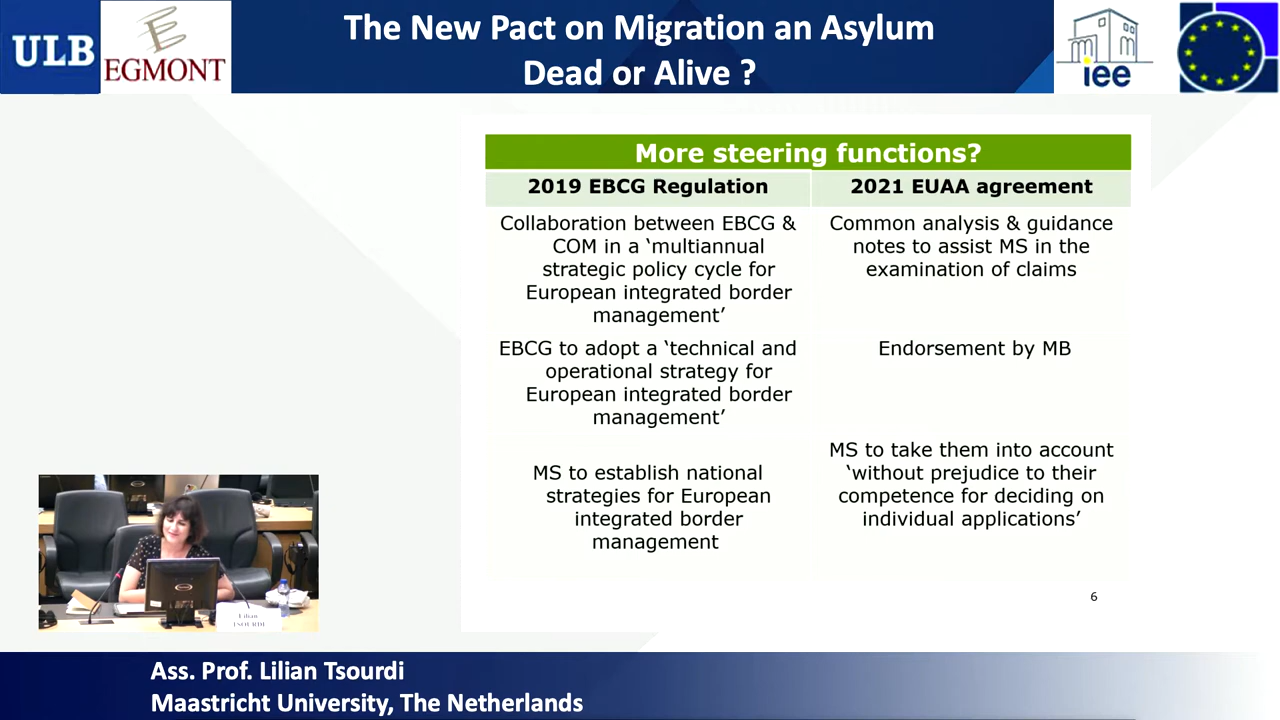 ULB
EGMONT
The New Pact on Migration an Asylum
Dead or Alive ?
iee
More steering functions?
2019 EBCG Regulation
2021 EUAA agreement
Collaboration between EBCG &
COM in a ‘multiannual
strategic policy cycle for
European integrated border
management’
Common analysis & guidance
notes to assist MS in the
examination of claims
EBCG to adopt a ‘technical and
operational strategy for
European integrated border
management’
Endorsement by MB
MS to establish national
strategies for European
integrated border
management
MS to take them into account
‘without prejudice to their
competence for deciding on
individual applications’
6
Lilian
TSOURDI
Ass. Prof. Lilian Tsourdi
Maastricht University, The Netherlands